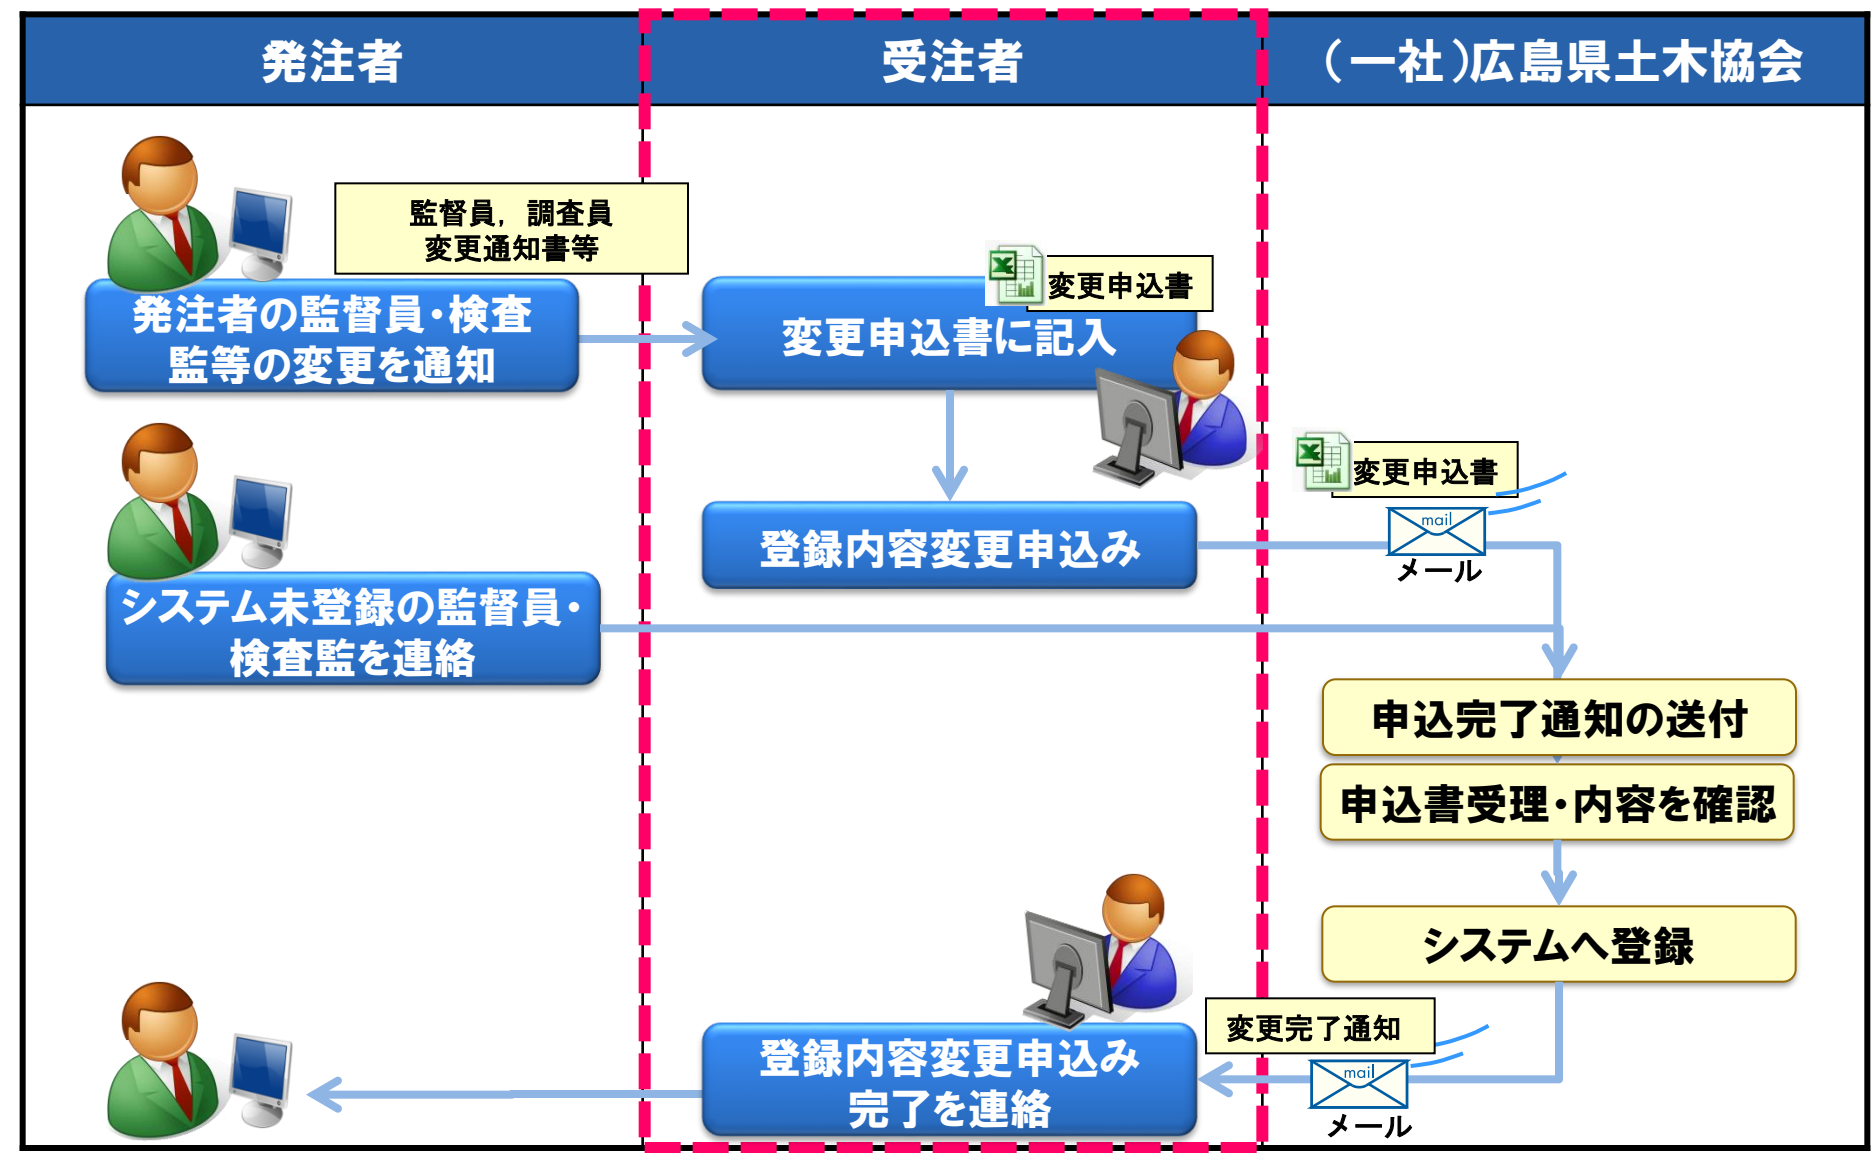 発注者
受注者
（一社）広島県土木協会
監督員，調査員
変更通知書等
変更申込書
発注者の監督員・検査
監等の変更を通知
変更申込書に記入
変更申込書
mail
メール
登録内容変更申込み
システム未登録の監督員・
検査監を連絡
申込完了通知の送付
申込書受理・内容を確認
システムへ登録
変更完了通知
mail
メール
登録内容変更申込み
完了を連絡